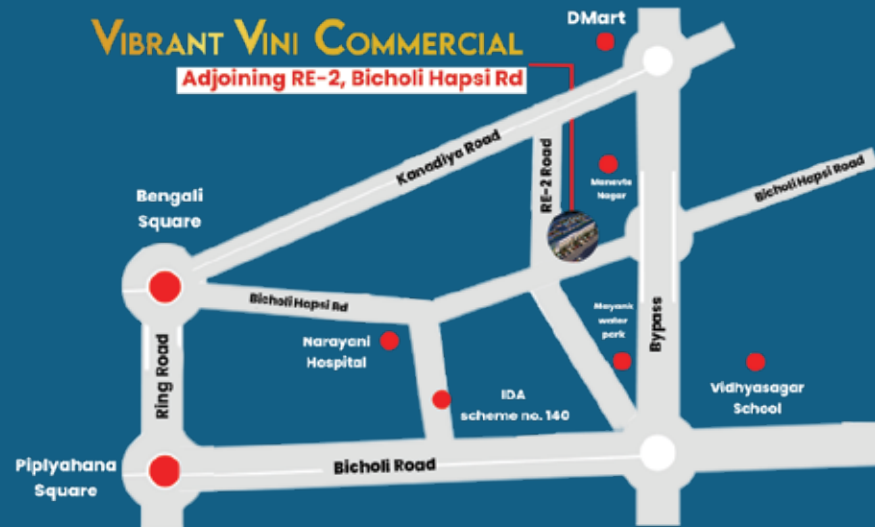 DMart
VIBRANT VINI COMMERCIAL
Adjoining RE-2, Bicholi Hapsi Rd
Kanadiya Road
RE-2 Road
Manavta
Nagar
Bicholi Hapsi Road
Bengali
Square
Bicholi Hapsi Rd
Mayank
water
park
Bypass
Narayani
Hospital
Ring Road
IDA
scheme no. 140
Vidhyasagar
School
Piplyahana
Square
Bicholi Road